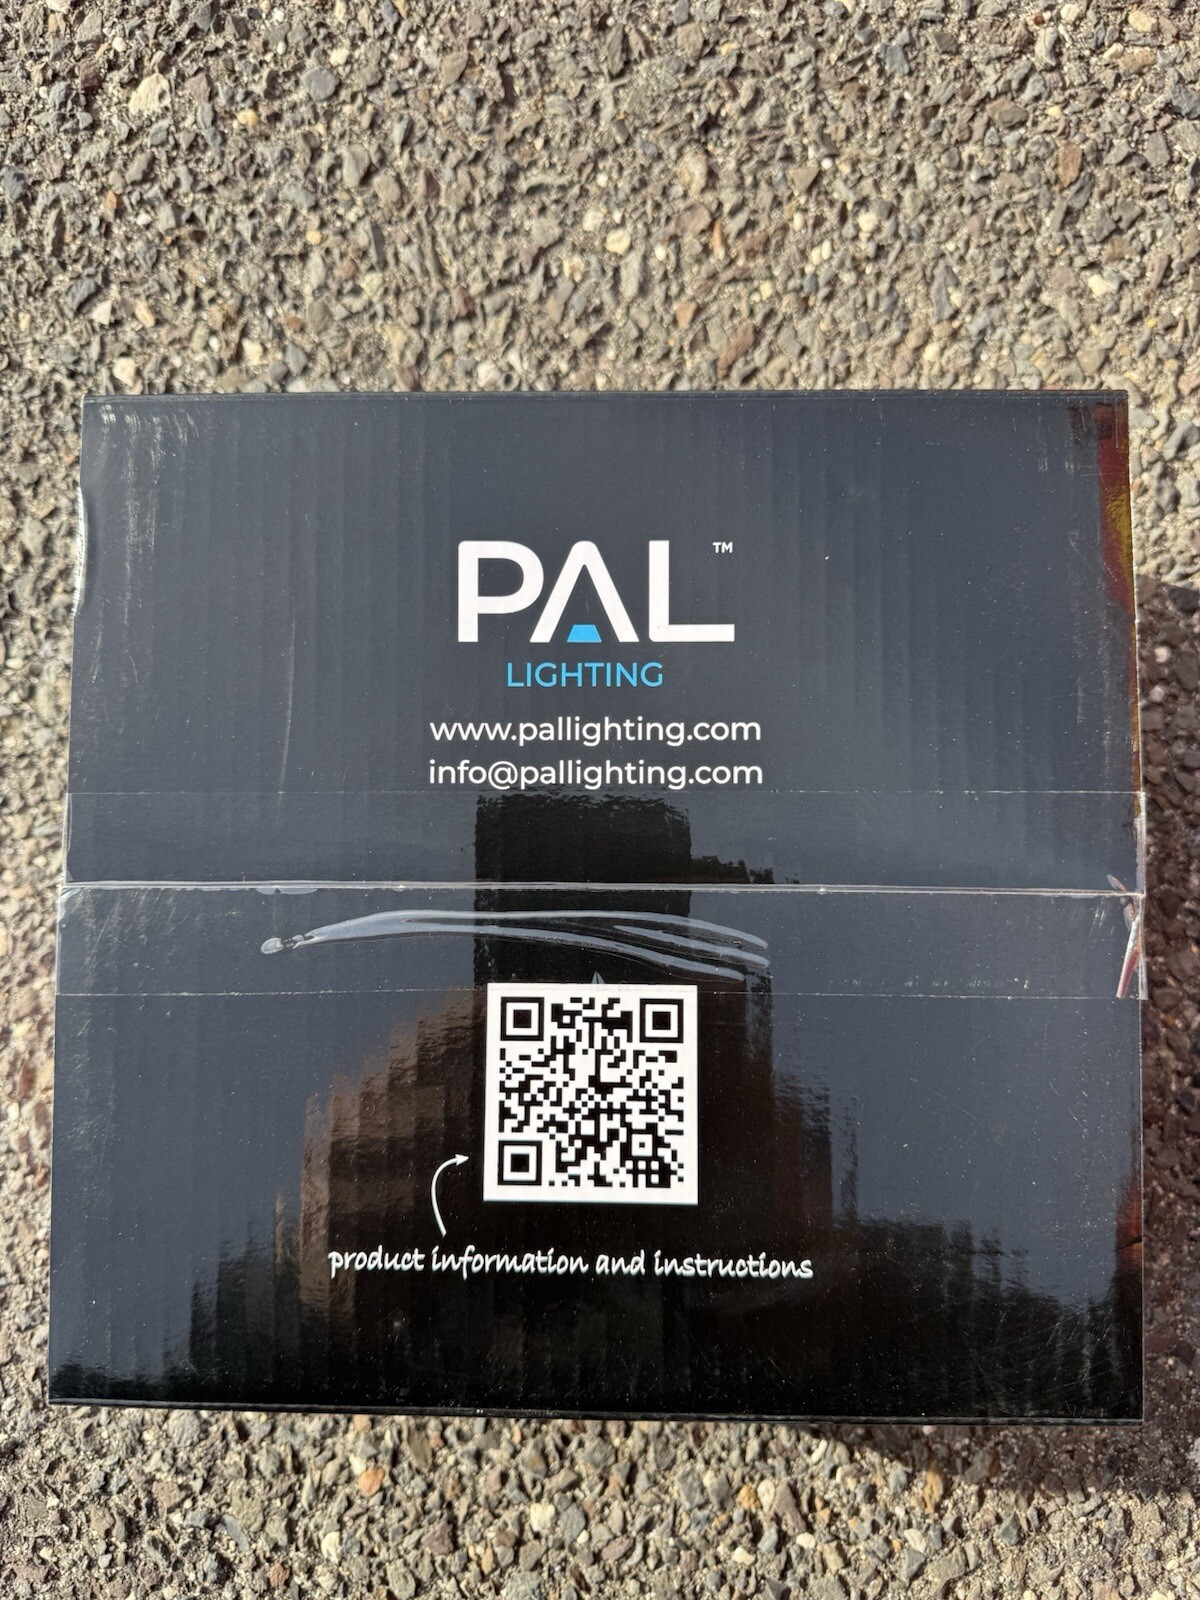 PAL™
LIGHTING
www.pallighting.com
info@pallighting.com
product information and instructions